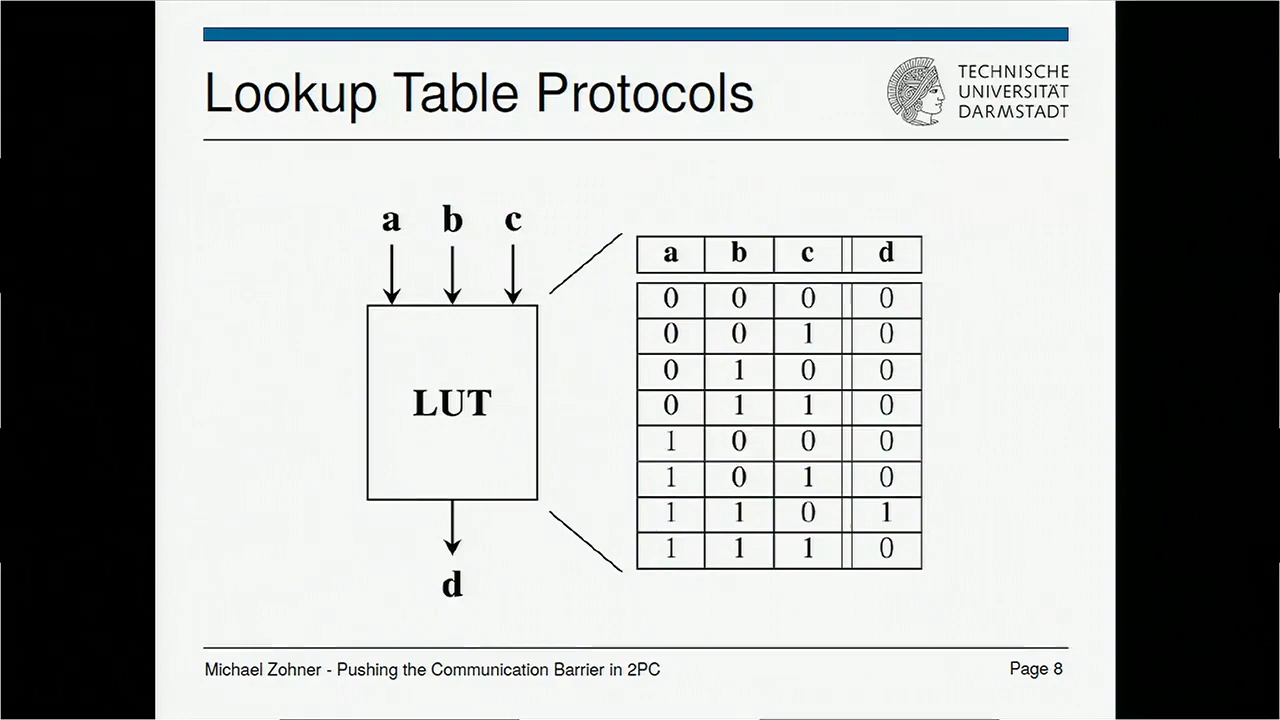 Lookup Table Protocols
TECHNISCHE
UNIVERSITÄT
DARMSTADT
a b c
LUT
d
a b c d
0 0 0 0
0 0 1 0
0 1 0 0
0 1 1 0
1 0 0 0
1 0 1 0
1 1 0 1
1 1 1 0
Michael Zohner - Pushing the Communication Barrier in 2PC
Page 8